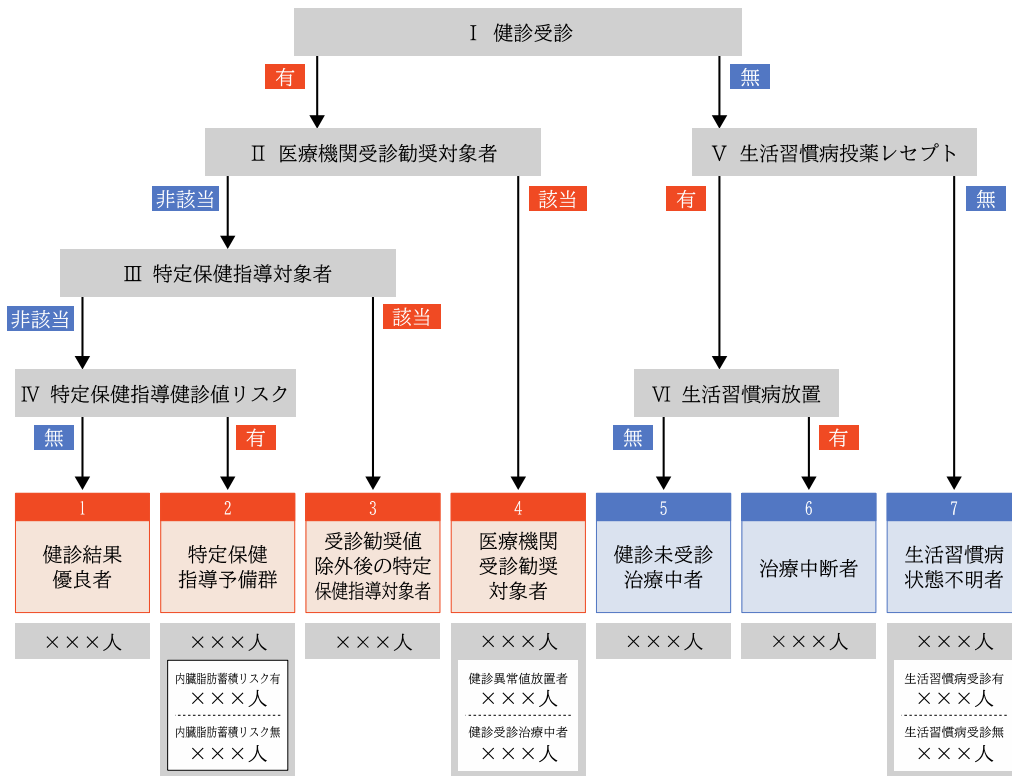 Ⅰ 健診受診
有
無
Ⅱ 医療機関受診勧奨対象者
Ⅴ 生活習慣病投薬レセプト
非該当
該当
有
無
Ⅲ 特定保健指導対象者
非該当
該当
Ⅳ 特定保健指導健診値リスク
Ⅵ 生活習慣病放置
無
有
無
有
1
健診結果
優良者
×××人
2
特定保健
指導予備群
×××人
内臓脂肪蓄積リスク有
×××人
内臓脂肪蓄積リスク無
×××人
3
受診勧奨値
除外後の特定
保健指導対象者
×××人
4
医療機関
受診勧奨
対象者
×××人
健診異常値放置者
×××人
健診受診治療中者
×××人
5
健診未受診
治療中者
×××人
6
治療中断者
×××人
7
生活習慣病
状態不明者
×××人
生活習慣病受診有
×××人
生活習慣病受診無
×××人